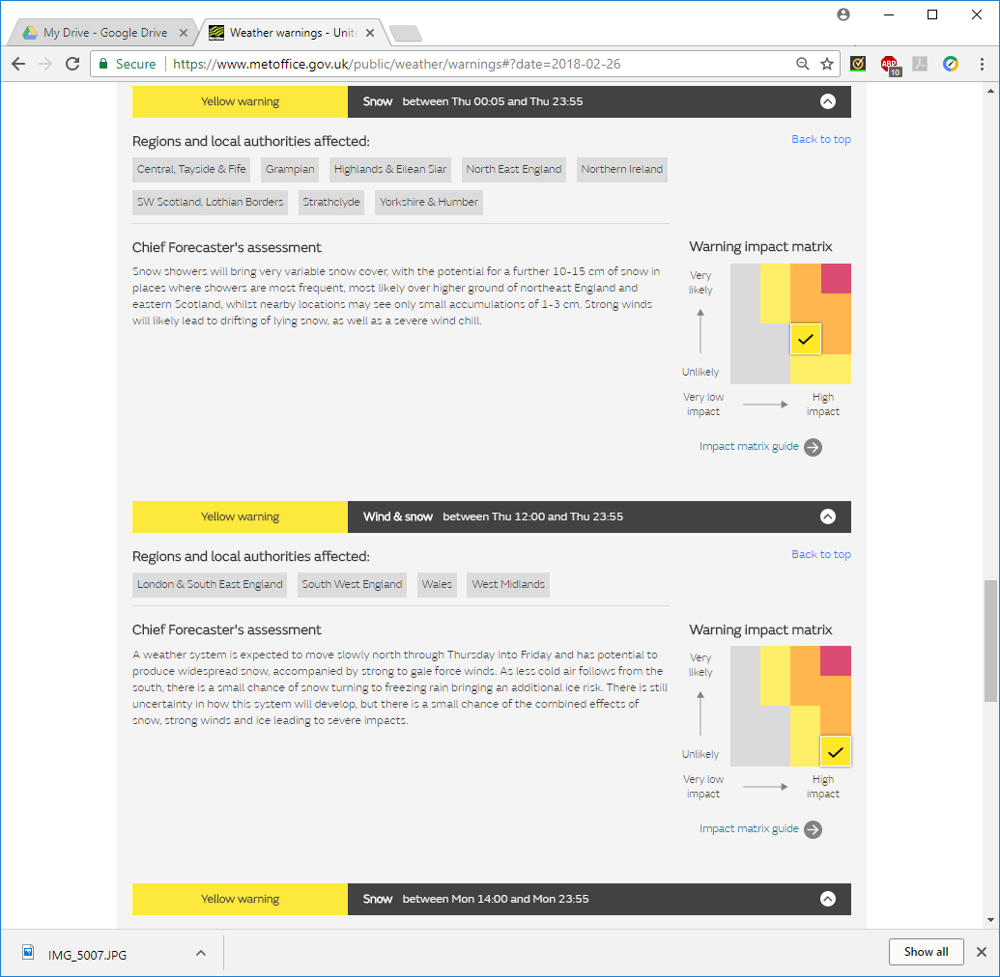 My Drive - Google Drive
Weather warnings - Unit
Secure
https://www.metoffice.gov.uk/public/weather/warnings#?date=2018-02-26
ABP
10
Yellow warning
Snow between Thu 00:05 and Thu 23:55
Regions and local authorities affected:
Back to top
Central, Tayside & Fife
Grampian
Highlands & Eilean Siar
North East England
Northern Ireland
SW Scotland, Lothian Borders
Strathclyde
Yorkshire & Humber
Chief Forecaster's assessment
Snow showers will bring very variable snow cover, with the potential for a further 10-15 cm of snow in
places where showers are most frequent, most likely over higher ground of northeast England and
eastern Scotland, whilst nearby locations may see only small accumulations of 1-3 cm. Strong winds
will likely lead to drifting of lying snow, as well as a severe wind chill.
Warning impact matrix
Very
likely
Unlikely
Very low
impact
High
impact
Impact matrix guide
Yellow warning
Wind & snow between Thu 12:00 and Thu 23:55
Regions and local authorities affected:
Back to top
London & South East England
South West England
Wales
West Midlands
Chief Forecaster's assessment
A weather system is expected to move slowly north through Thursday into Friday and has potential to
produce widespread snow, accompanied by strong to gale force winds. As less cold air follows from the
south, there is a small chance of snow turning to freezing rain bringing an additional ice risk. There is still
uncertainty in how this system will develop, but there is a small chance of the combined effects of
snow, strong winds and ice leading to severe impacts.
Warning impact matrix
Very
likely
Unlikely
Very low
impact
High
impact
Impact matrix guide
Yellow warning
Snow between Mon 14:00 and Mon 23:55
IMG_5007.JPG
Show all